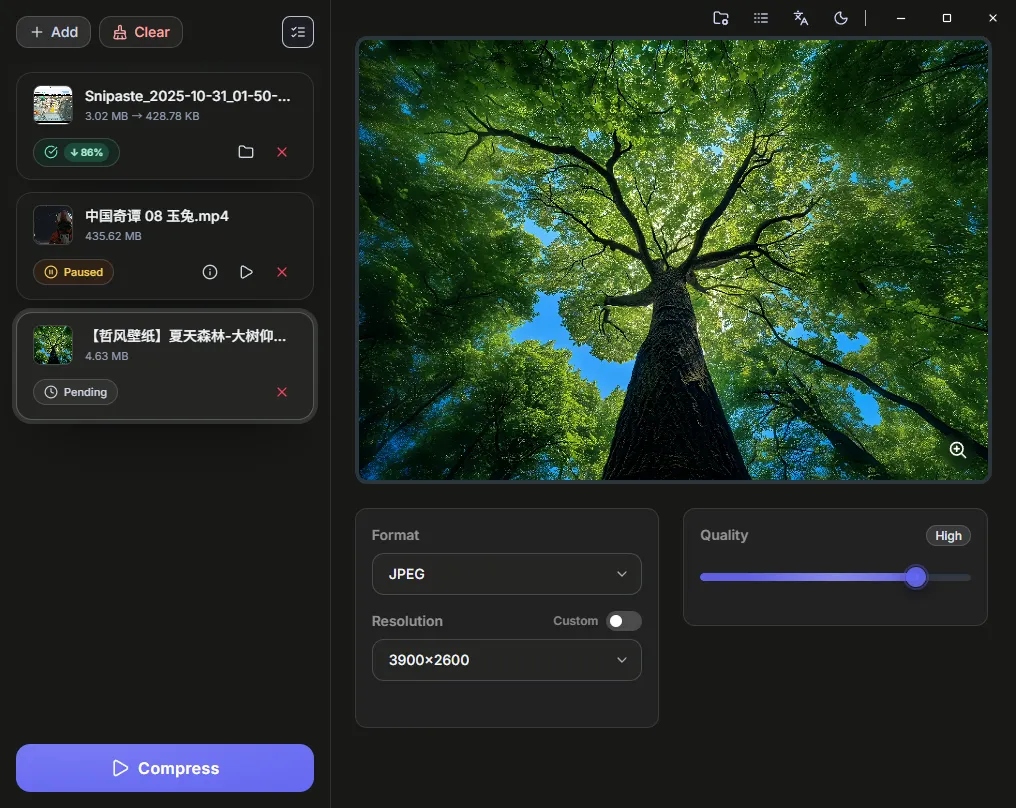 Add
Clear
Snipaste_2025-10-31_01-50-...
3.02 MB → 428.78 KB
↓ 86%
中国奇谭 08 玉兔.mp4
435.62 MB
Paused
【哲风壁纸】夏天森林-大树仰...
4.63 MB
Pending
Compress
Format
JPEG
Resolution
Custom
3900×2600
Quality
High